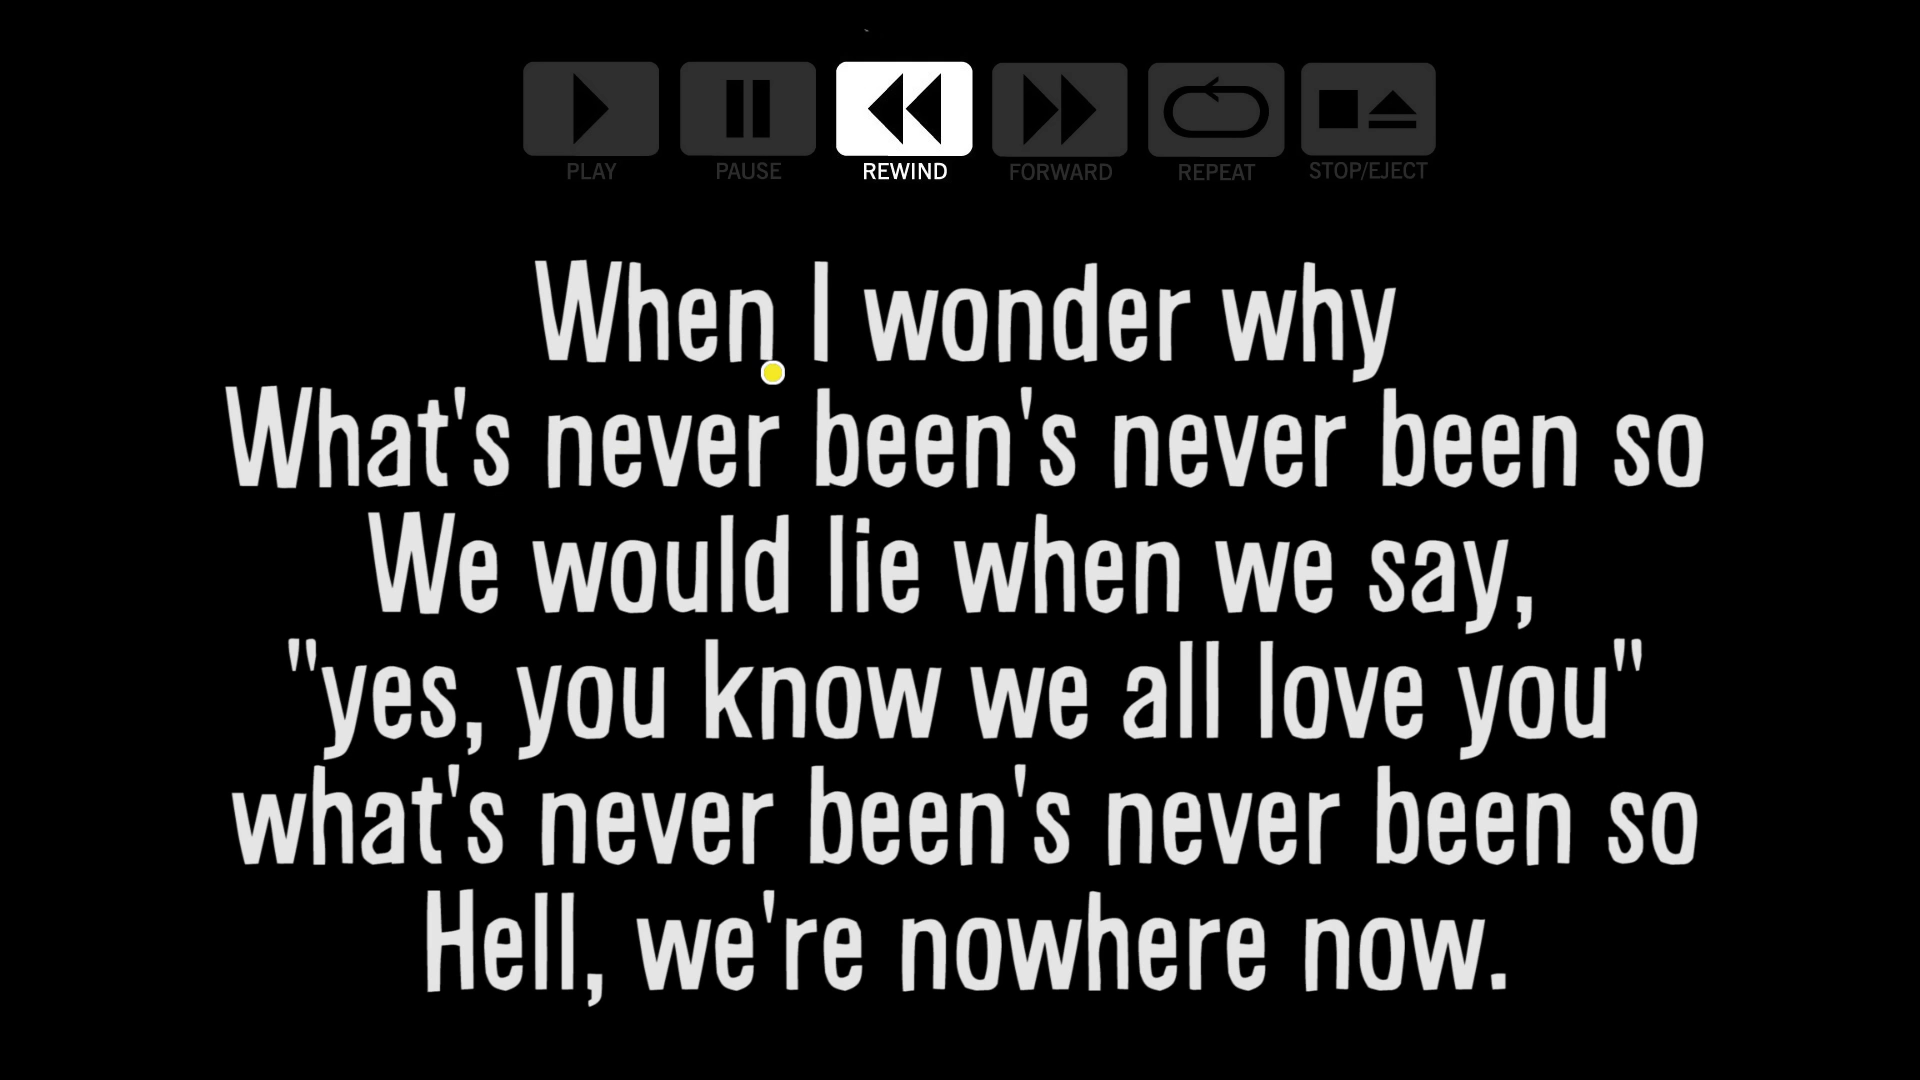 PLAY PAUSE REWIND FORWARD REPEAT STOP/EJECT
When I wonder why
What's never been's never been so
We would lie when we say,
"yes, you know we all love you"
what's never been's never been so
Hell, we're nowhere now.